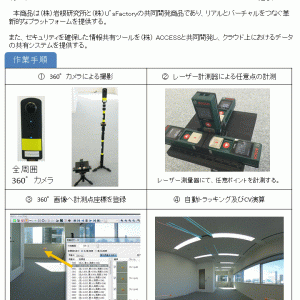 本商品は(株)岩根研究所と(株)U'sFactoryの共同開発商品であり、リアルとバーチャルをつなぐ革
新的なプラットフォームを提供する。
また、セキュリティを確保した情報共有ツールを(株)ACCESSと共同開発し、クラウド上におけるデータ
の共有システムを提供する。
作業手順
① 360°カメラによる撮影
② レーザー計測器による任意点の計測
全周囲
360°カメラ
レーザー測量器にて、任意ポイントを計測する。
③ 360°画像へ計測点座標を登録
④ 自動トラッキング及びCV演算